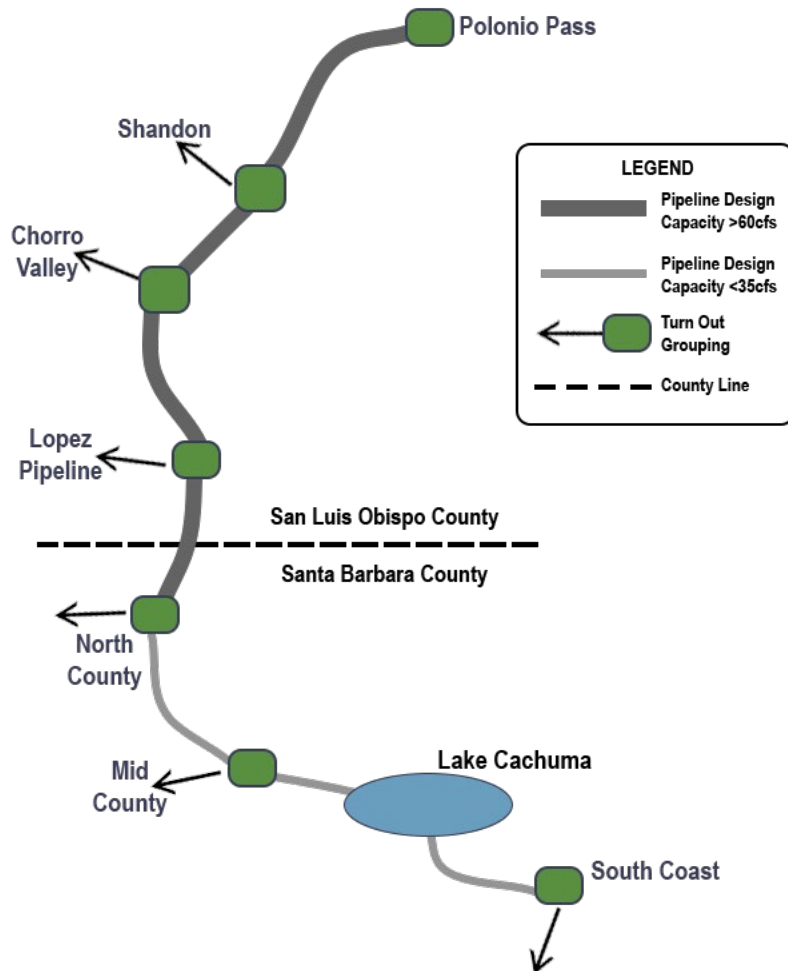 Polonio Pass
Shandon
Chorro
Valley
Lopez
Pipeline
San Luis Obispo County
Santa Barbara County
North
County
Mid
County
Lake Cachuma
South Coast
LEGEND
Pipeline Design
Capacity >60cfs
Pipeline Design
Capacity <35cfs
Turn Out
Grouping
County Line